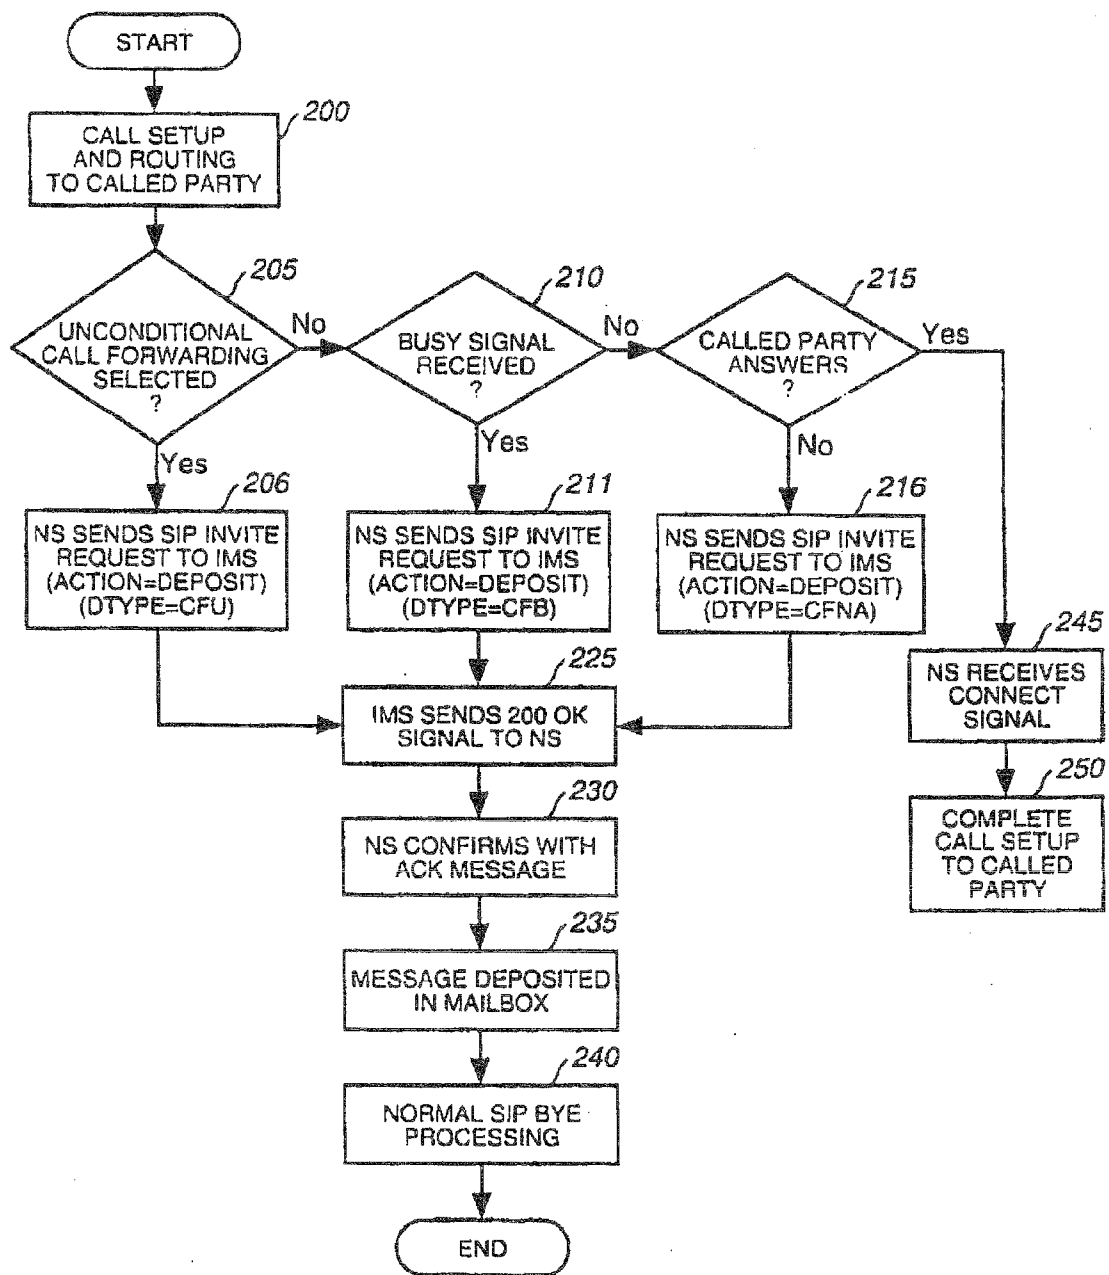 START
200
CALL SETUP
AND ROUTING
TO CALLED PARTY
205
UNCONDITIONAL
CALL FORWARDING
SELECTED
?
No
Yes
210
BUSY SIGNAL
RECEIVED
?
No
Yes
215
CALLED PARTY
ANSWERS
?
Yes
No
206
NS SENDS SIP INVITE
REQUEST TO IMS
(ACTION=DEPOSIT)
(DTYPE=CFU)
211
NS SENDS SIP INVITE
REQUEST TO IMS
(ACTION=DEPOSIT)
(DTYPE=CFB)
216
NS SENDS SIP INVITE
REQUEST TO IMS
(ACTION=DEPOSIT)
(DTYPE=CFNA)
225
IMS SENDS 200 OK
SIGNAL TO NS
245
NS RECEIVES
CONNECT
SIGNAL
230
NS CONFIRMS WITH
ACK MESSAGE
250
COMPLETE
CALL SETUP
TO CALLED
PARTY
235
MESSAGE DEPOSITED
IN MAILBOX
240
NORMAL SIP BYE
PROCESSING
END